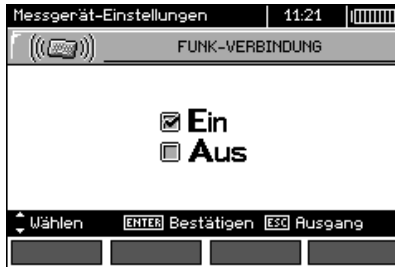 Messgerät-Einstellungen 11:21
FUNK-VERBINDUNG
Ein
Aus
Wählen ENTER Bestätigen ESC Ausgang